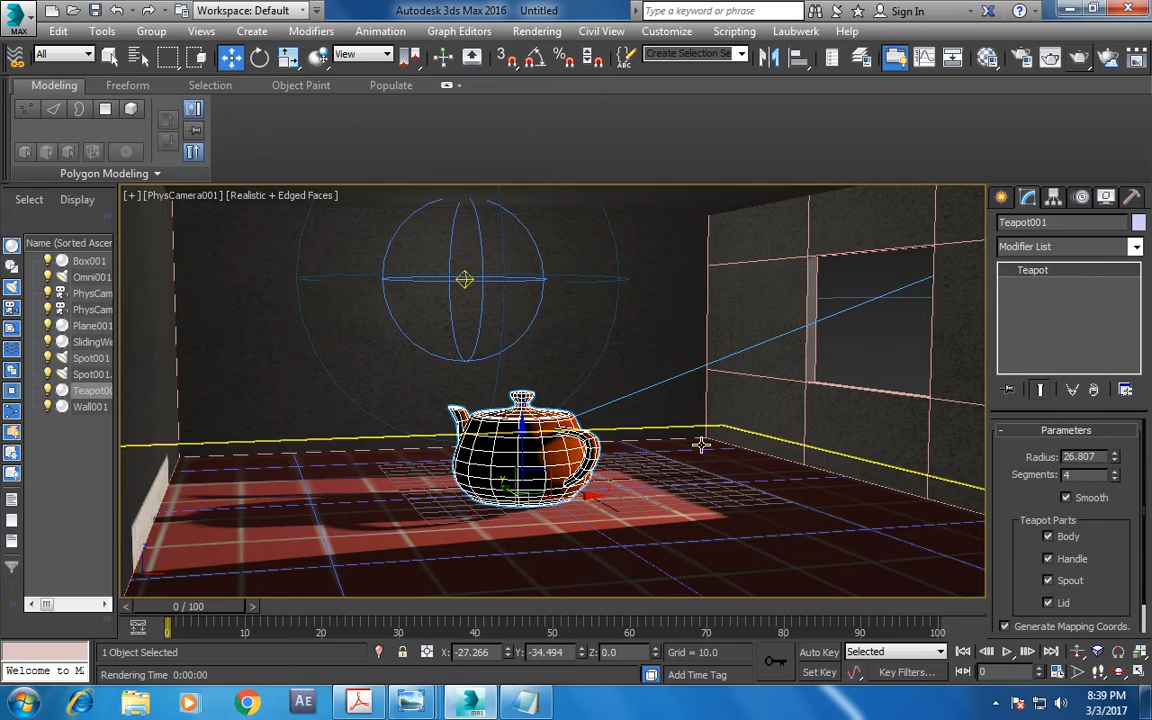 MAX
Workspace: Default
Autodesk 3ds Max 2016 Untitled
Type a keyword or phrase
Sign In
Edit Tools Group Views Create Modifiers Animation Graph Editors Rendering Civil View Customize Scripting Laubwerk Help
All
View
Create Selection Se
Modeling Freeform Selection Object Paint Populate
Polygon Modeling
[+] [PhysCamera001] [Realistic + Edged Faces]
Select Display
Name (Sorted Ascen
Box001
Omni001
PhysCam
PhysCam
Plane001
SlidingWi
Spot001
Spot001.
Teapot00
Wall001
Teapot001
Modifier List
Teapot
Parameters
Radius: 26.807
Segments: 4
Smooth
Teapot Parts
Body
Handle
Spout
Lid
Generate Mapping Coords.
0 / 100
0 10 20 30 40 50 60 70 80 90 100
1 Object Selected
X: -27.266 Y: -34.494 Z: 0.0
Grid = 10.0
Auto Key
Selected
Welcome to M
Rendering Time 0:00:00
Add Time Tag
Set Key
Key Filters...
0
Ae
MAX
8:39 PM
3/3/2017